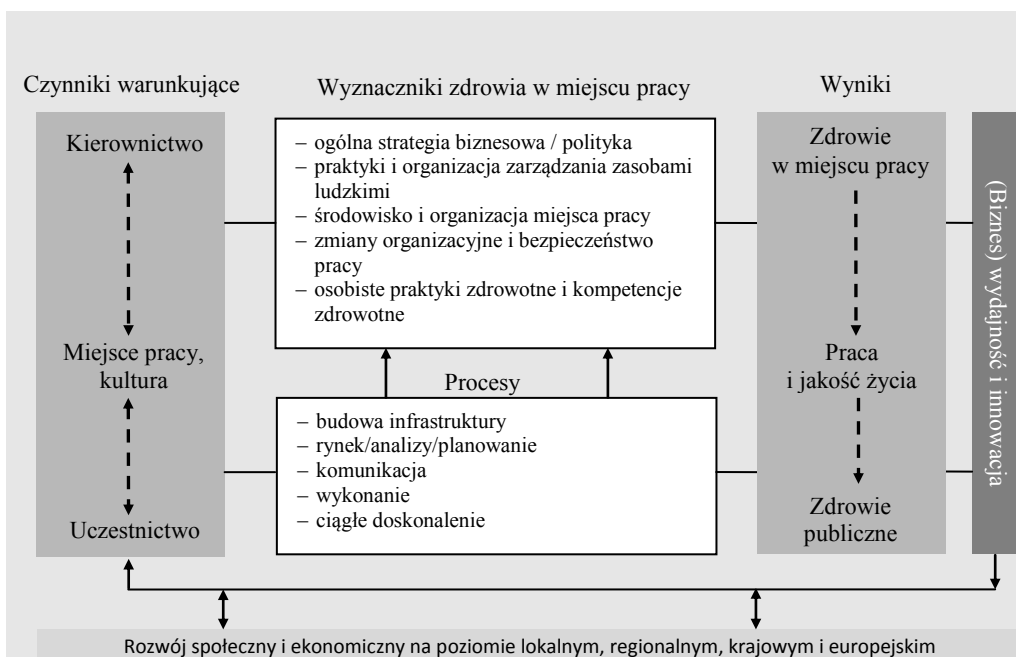 Czynniki warunkujące
Kierownictwo
Miejsce pracy,
kultura
Uczestnictwo
Wyznaczniki zdrowia w miejscu pracy
– ogólna strategia biznesowa / polityka
– praktyki i organizacja zarządzania zasobami
ludzkimi
– środowisko i organizacja miejsca pracy
– zmiany organizacyjne i bezpieczeństwo
pracy
– osobiste praktyki zdrowotne i kompetencje
zdrowotne
Procesy
– budowa infrastruktury
– rynek/analizy/planowanie
– komunikacja
– wykonanie
– ciągłe doskonalenie
Wyniki
Zdrowie
w miejscu pracy
Praca
i jakość życia
Zdrowie
publiczne
(Biznes) wydajność i innowacja
Rozwój społeczny i ekonomiczny na poziomie lokalnym, regionalnym, krajowym i europejskim